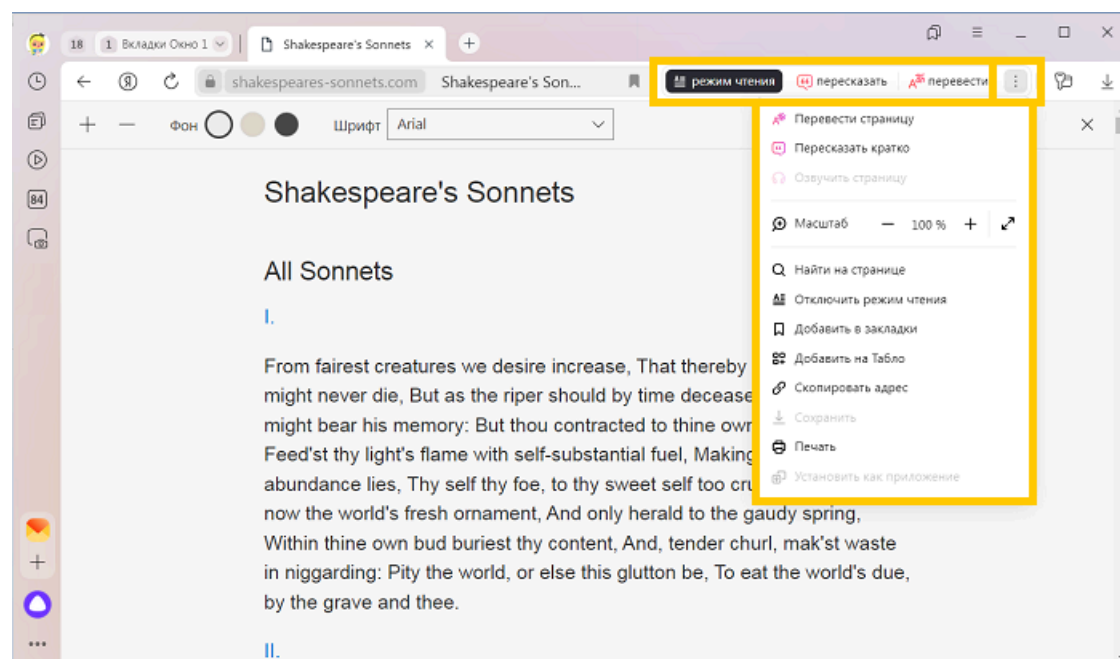 18 1 Вкладки Окно 1 Shakespeare's Sonnets
shakespeares-sonnets.com Shakespeare's Son... режим чтения пересказать перевести
Фон Шрифт Arial
84
Перевести страницу
Пересказать кратко
Озвучить страницу
Масштаб — 100 % +
Найти на странице
Отключить режим чтения
Добавить в закладки
Добавить на Табло
Скопировать адрес
Сохранить
Печать
Установить как приложение
Shakespeare's Sonnets
All Sonnets
I.
From fairest creatures we desire increase, That thereby
might never die, But as the riper should by time decease
might bear his memory: But thou contracted to thine own
Feed'st thy light's flame with self-substantial fuel, Making
abundance lies, Thy self thy foe, to thy sweet self too cru
now the world's fresh ornament, And only herald to the gaudy spring,
Within thine own bud buriest thy content, And, tender churl, mak'st waste
in niggarding: Pity the world, or else this glutton be, To eat the world's due,
by the grave and thee.
II.